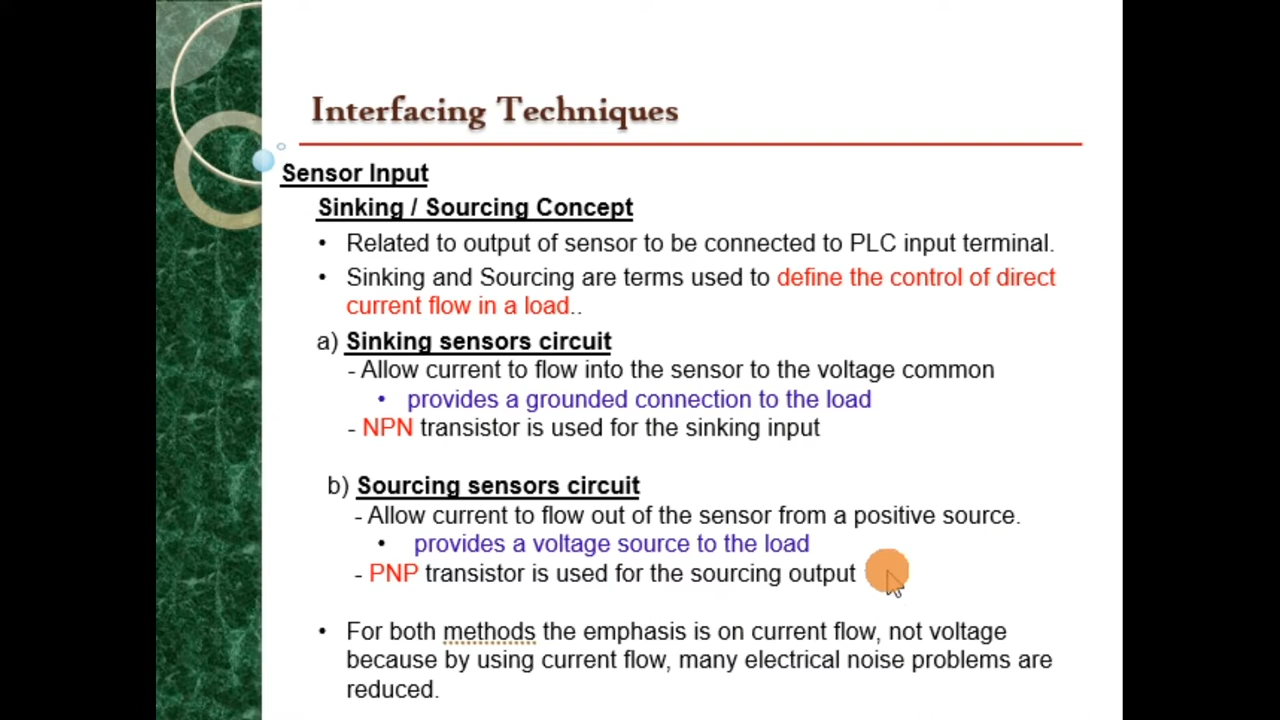 Interfacing Techniques
Sensor Input
Sinking / Sourcing Concept
• Related to output of sensor to be connected to PLC input terminal.
• Sinking and Sourcing are terms used to define the control of direct
current flow in a load..
a) Sinking sensors circuit
- Allow current to flow into the sensor to the voltage common
• provides a grounded connection to the load
- NPN transistor is used for the sinking input
b) Sourcing sensors circuit
- Allow current to flow out of the sensor from a positive source.
• provides a voltage source to the load
- PNP transistor is used for the sourcing output
• For both methods the emphasis is on current flow, not voltage
because by using current flow, many electrical noise problems are
reduced.